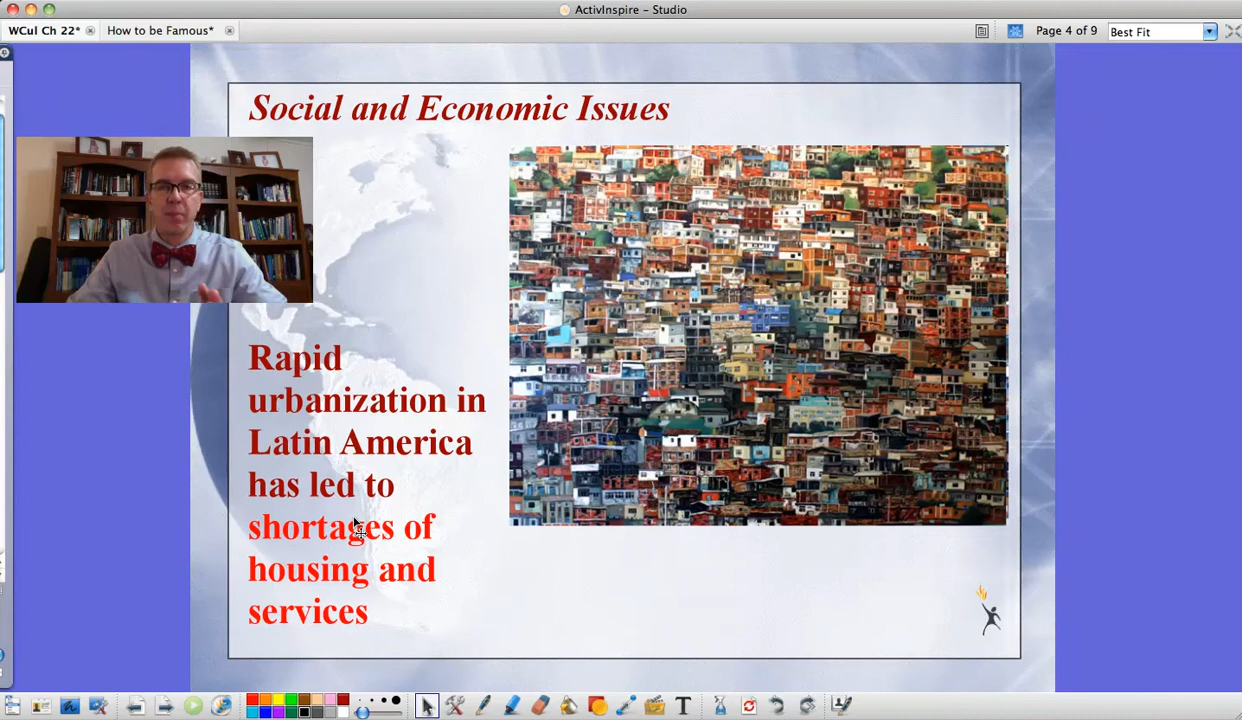 ActivInspire – Studio
WCul Ch 22*
How to be Famous*
Page 4 of 9
Best Fit
Social and Economic Issues
Rapid
urbanization in
Latin America
has led to
shortages of
housing and
services
T